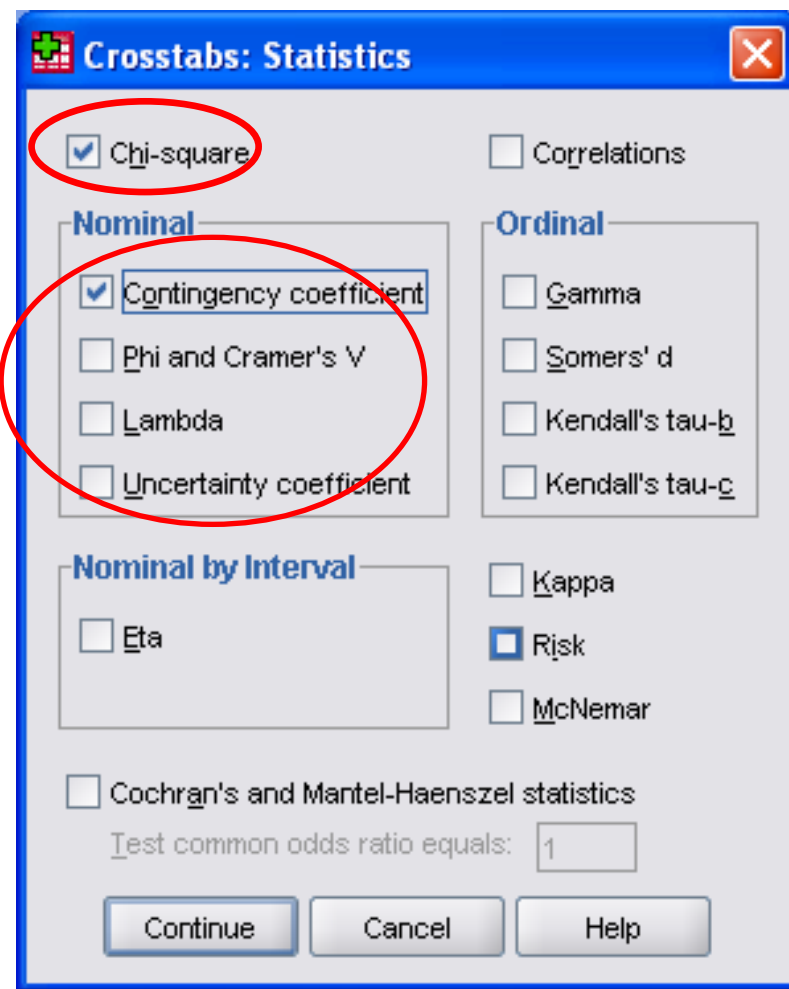 Crosstabs: Statistics
Chi-square
Correlations
Nominal
Contingency coefficient
Phi and Cramer's V
Lambda
Uncertainty coefficient
Ordinal
Gamma
Somers' d
Kendall's tau-b
Kendall's tau-c
Nominal by Interval
Eta
Kappa
Risk
McNemar
Cochran's and Mantel-Haenszel statistics
Test common odds ratio equals: 1
Continue Cancel Help